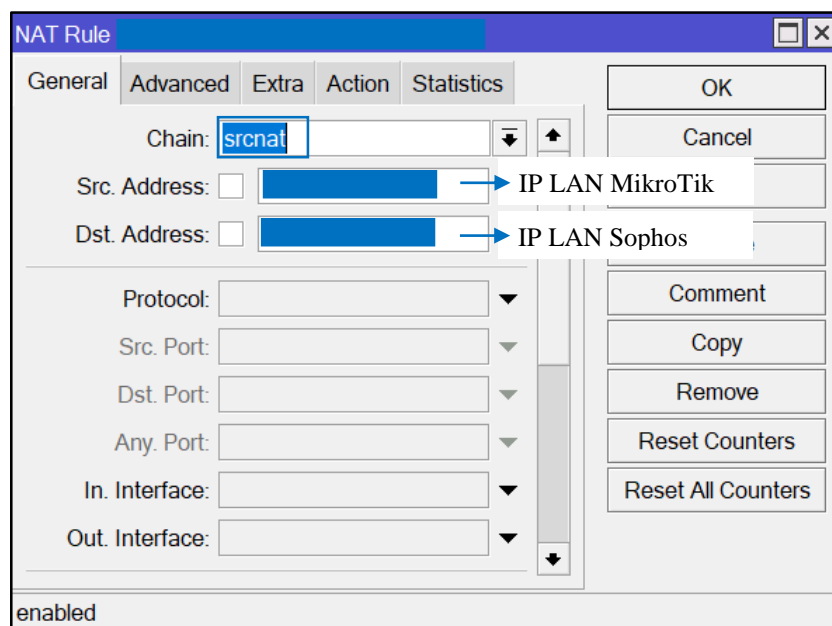 NAT Rule
General Advanced Extra Action Statistics
OK
Chain: srcnat
Cancel
Src. Address: IP LAN MikroTik
Dst. Address: IP LAN Sophos
Protocol:
Comment
Src. Port:
Copy
Dst. Port:
Remove
Any. Port:
Reset Counters
In. Interface:
Reset All Counters
Out. Interface:
enabled